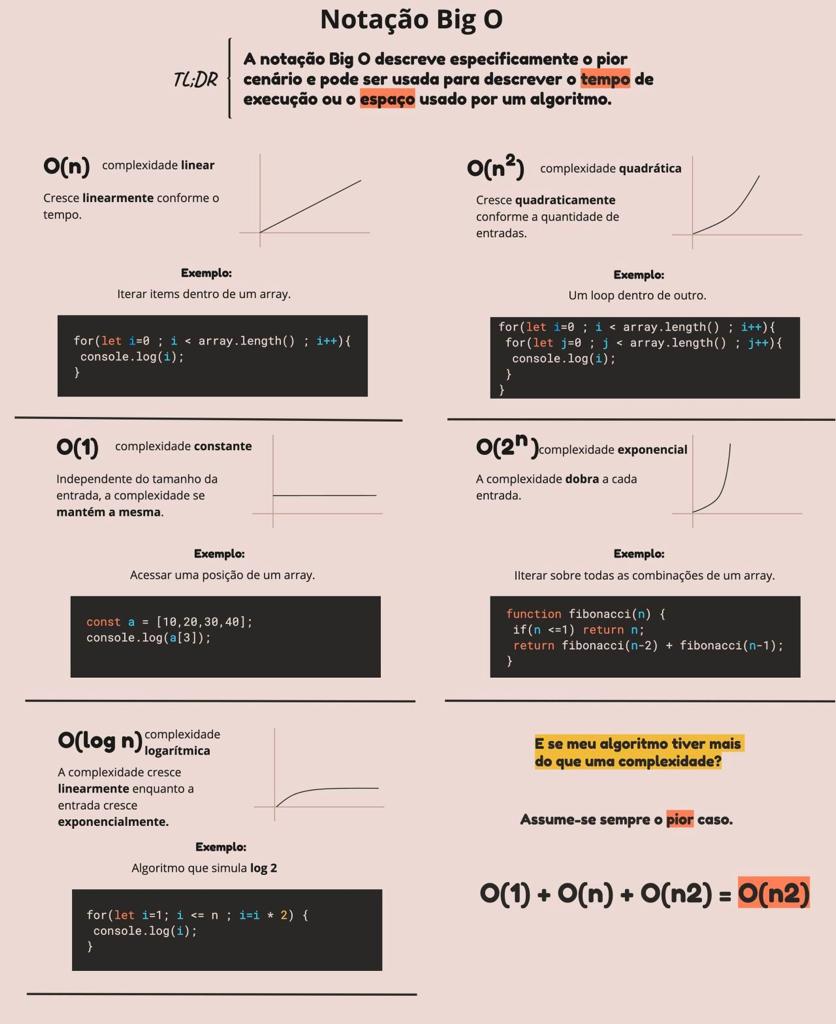 Notação Big O
TL;DR
A notação Big O descreve especificamente o pior
cenário e pode ser usada para descrever o tempo de
execução ou o espaço usado por um algoritmo.
O(n) complexidade linear
Cresce linearmente conforme o
tempo.
Exemplo:
Iterar items dentro de um array.
for(let i=0 ; i < array.length() ; i++){
console.log(i);
}
O(n²) complexidade quadrática
Cresce quadraticamente
conforme a quantidade de
entradas.
Exemplo:
Um loop dentro de outro.
for(let i=0 ; i < array.length() ; i++){
for(let j=0 ; j < array.length() ; j++){
console.log(i);
}
}
O(1) complexidade constante
Independente do tamanho da
entrada, a complexidade se
mantém a mesma.
Exemplo:
Acessar uma posição de um array.
const a = [10,20,30,40];
console.log(a[3]);
O(2ⁿ)complexidade exponencial
A complexidade dobra a cada
entrada.
Exemplo:
IIterar sobre todas as combinações de um array.
function fibonacci(n) {
if(n <=1) return n;
return fibonacci(n-2) + fibonacci(n-1);
}
O(log n) complexidade
logarítmica
A complexidade cresce
linearmente enquanto a
entrada cresce
exponencialmente.
Exemplo:
Algoritmo que simula log 2
for(let i=1; i <= n ; i=i * 2) {
console.log(i);
}
E se meu algoritmo tiver mais
do que uma complexidade?
Assume-se sempre o pior caso.
O(1) + O(n) + O(n2) = O(n2)